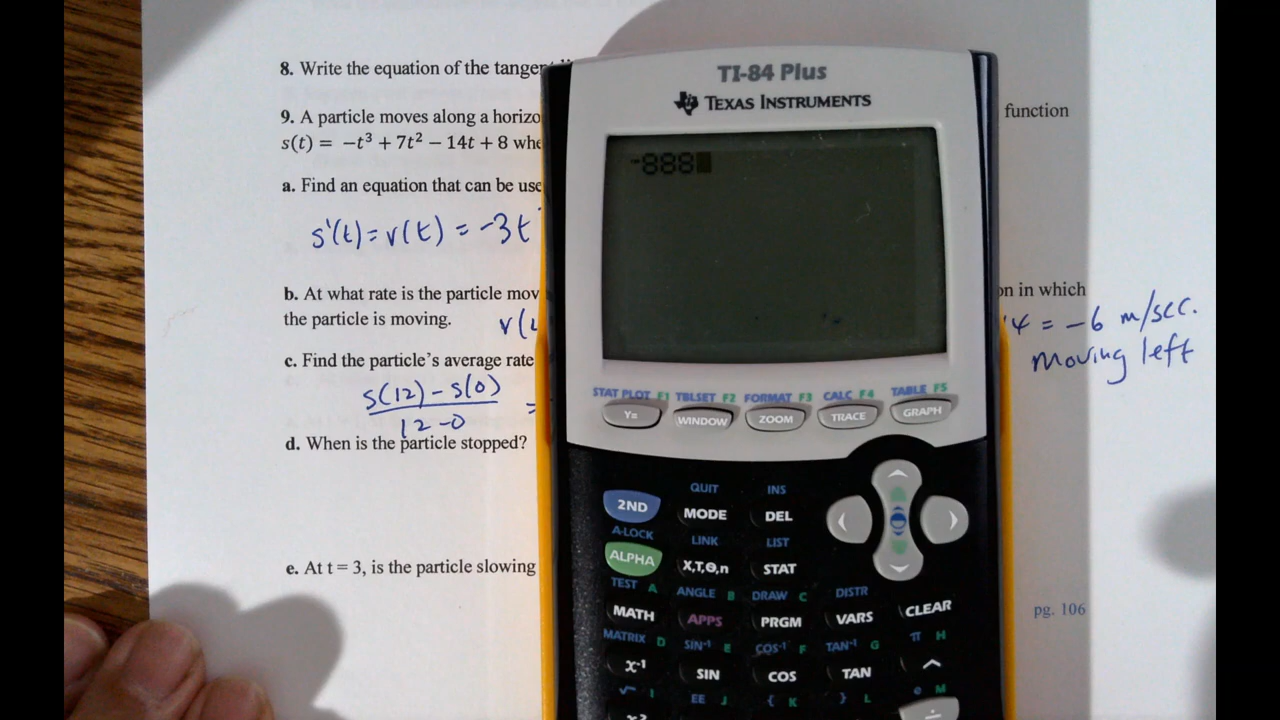 8. Write the equation of the tangent
9. A particle moves along a horizo
function
s(t) = −t³ + 7t² − 14t + 8 whe
a. Find an equation that can be use
s'(t) = v(t) = -3t
b. At what rate is the particle mov
on in which
the particle is moving.
v(
4 = -6 m/sec.
moving left
c. Find the particle's average rate
s(12) - s(0)
12 - 0
=
d. When is the particle stopped?
e. At t = 3, is the particle slowing
pg. 106
TI-84 Plus
TEXAS INSTRUMENTS
-888
STAT PLOT F1 TBLSET F2 FORMAT F3 CALC F4 TABLE F5
Y= WINDOW ZOOM TRACE GRAPH
QUIT INS
2ND MODE DEL
A-LOCK LINK LIST
ALPHA X,T,Θ,n STAT
TEST A ANGLE B DRAW C DISTR
MATH APPS PRGM VARS CLEAR
MATRIX D SIN⁻¹ E COS⁻¹ F TAN⁻¹ G π H
x⁻¹ SIN COS TAN ^
√ I EE J { K } L e M
x² ÷